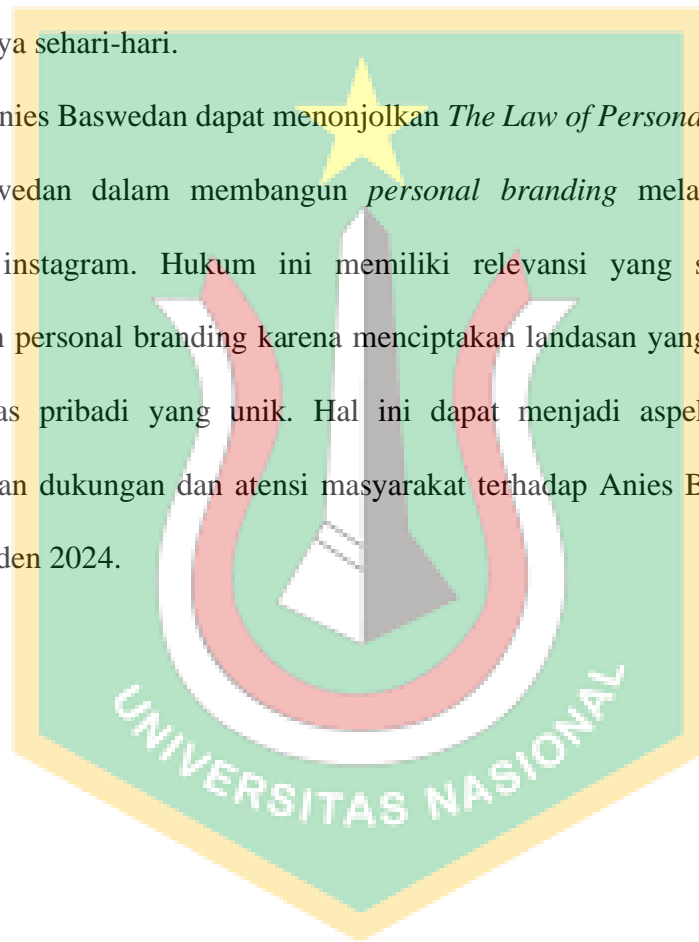 ya sehari-hari.
nies Baswedan dapat menonjolkan The Law of Persona
wedan dalam membangun personal branding mela
instagram. Hukum ini memiliki relevansi yang s
n personal branding karena menciptakan landasan yang
as pribadi yang unik. Hal ini dapat menjadi aspek
an dukungan dan atensi masyarakat terhadap Anies B
den 2024.
UNIVERSITAS NASIONAL